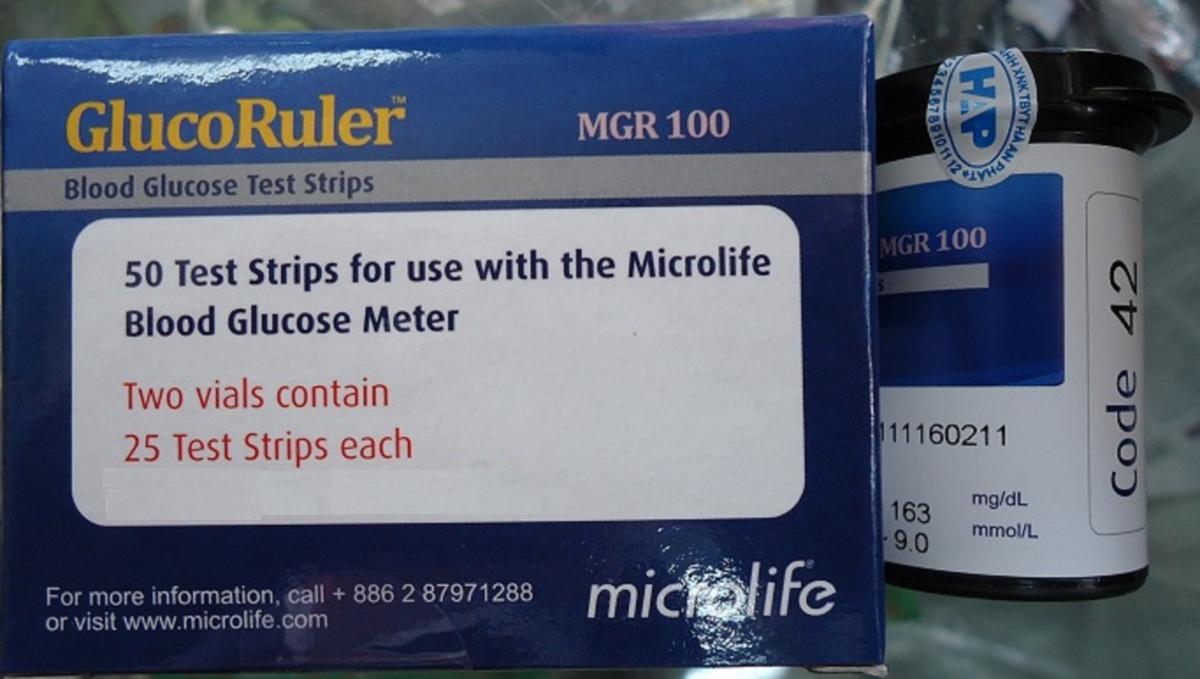 GlucoRuler™
MGR 100
Blood Glucose Test Strips
50 Test Strips for use with the Microlife
Blood Glucose Meter
Two vials contain
25 Test Strips each
For more information, call + 886 2 87971288
or visit www.microlife.com
microlife®
HAP
MGR 100
s
111160211
163 mg/dL
- 9.0 mmol/L
Code 42